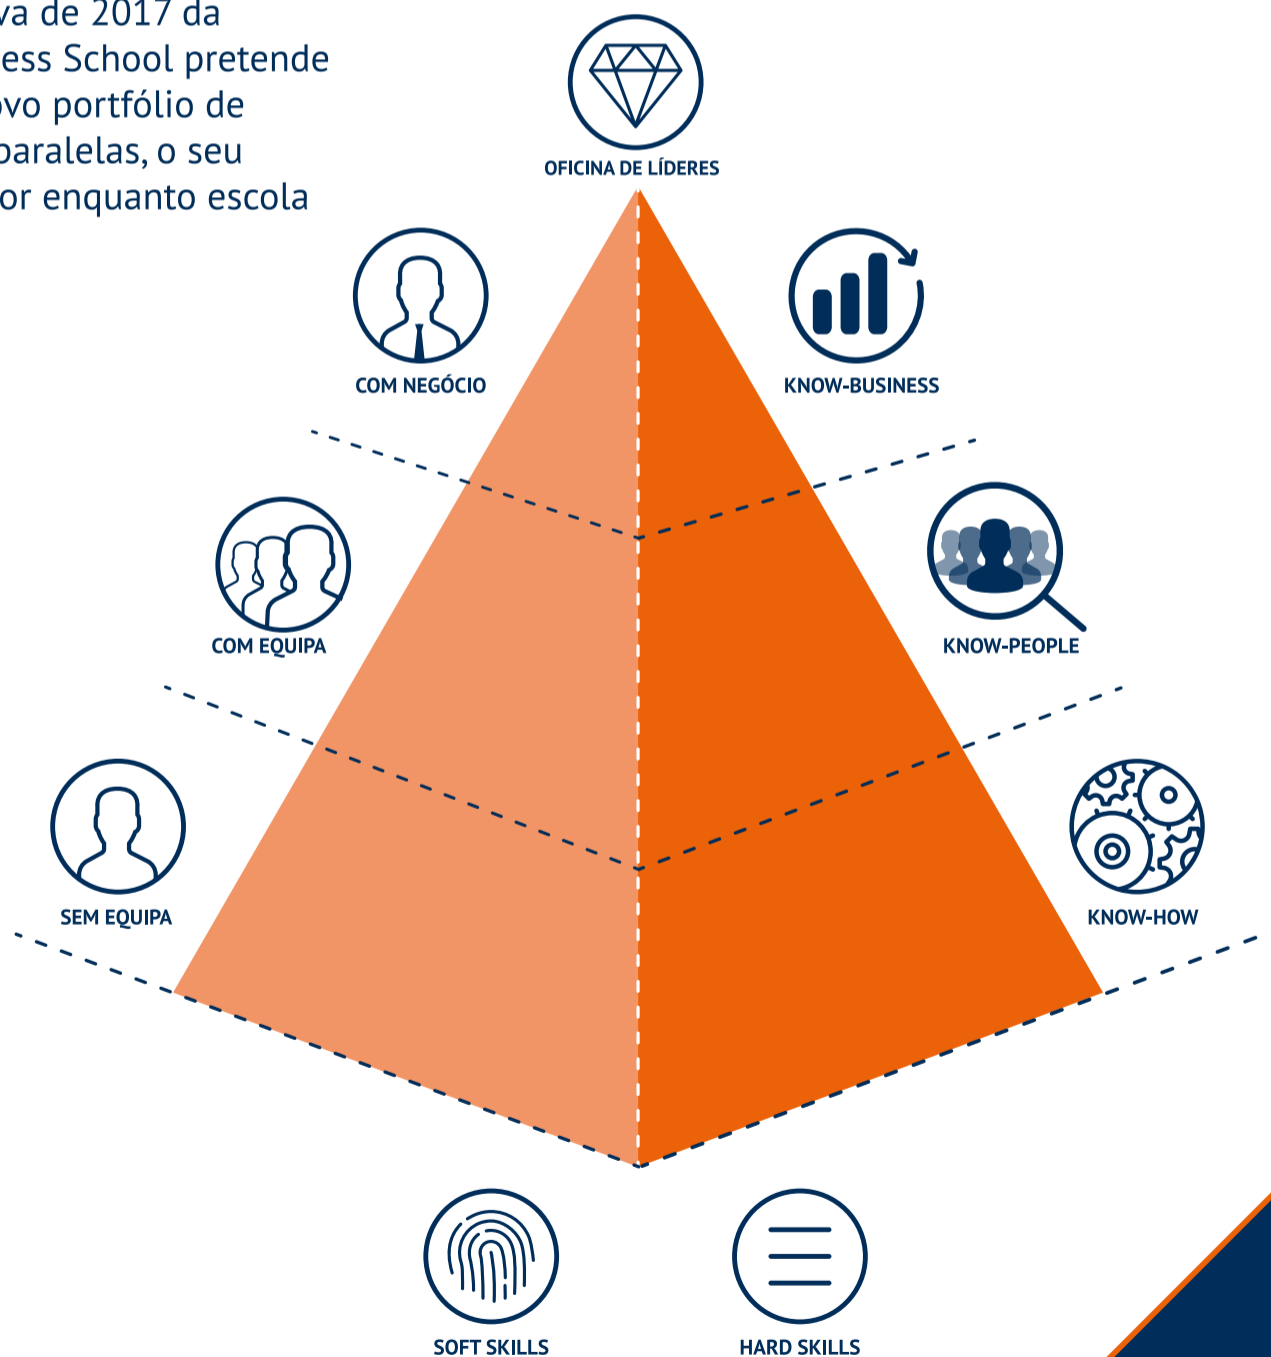 va de 2017 da
ess School pretende
ovo portfólio de
paralelas, o seu
or enquanto escola
OFICINA DE LÍDERES
COM NEGÓCIO
KNOW-BUSINESS
COM EQUIPA
KNOW-PEOPLE
SEM EQUIPA
KNOW-HOW
SOFT SKILLS
HARD SKILLS